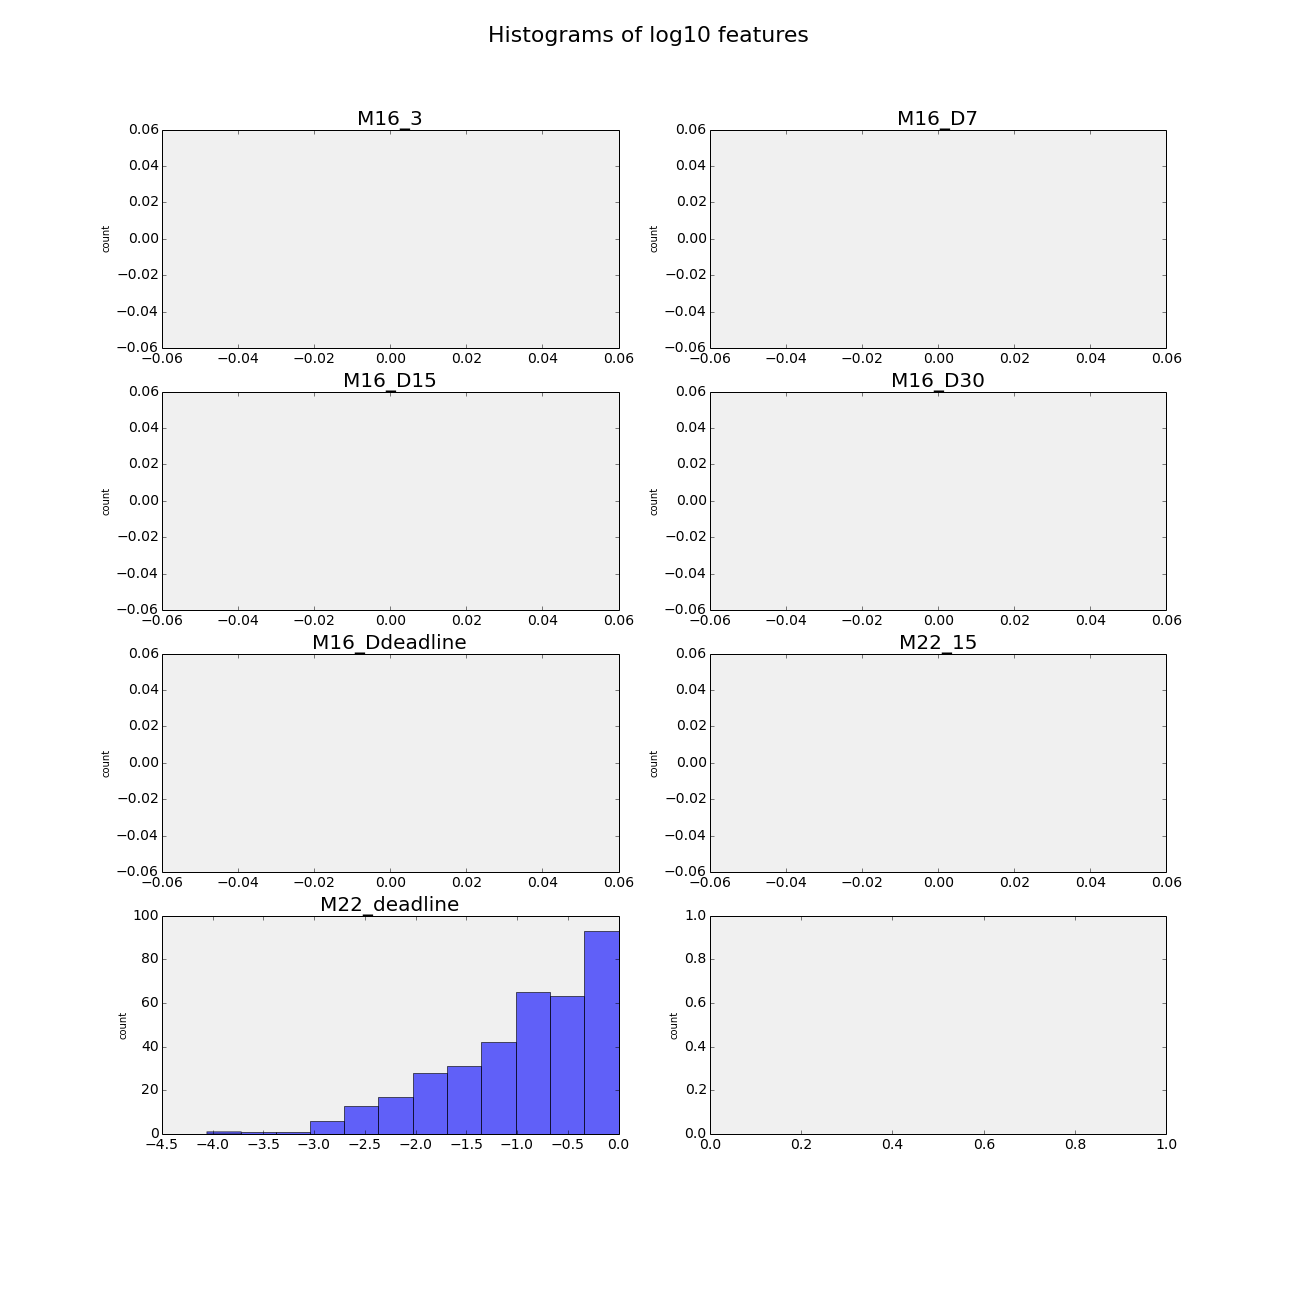 Histograms of log10 features
M16_3 M16_D7
0.06 0.06
0.04 0.04
0.02 0.02
count 0.00 count 0.00
−0.02 −0.02
−0.04 −0.04
−0.06 −0.06
−0.06 −0.04 −0.02 0.00 0.02 0.04 0.06 −0.06 −0.04 −0.02 0.00 0.02 0.04 0.06
M16_D15 M16_D30
0.06 0.06
0.04 0.04
0.02 0.02
count 0.00 count 0.00
−0.02 −0.02
−0.04 −0.04
−0.06 −0.06
−0.06 −0.04 −0.02 0.00 0.02 0.04 0.06 −0.06 −0.04 −0.02 0.00 0.02 0.04 0.06
M16_Ddeadline M22_15
0.06 0.06
0.04 0.04
0.02 0.02
count 0.00 count 0.00
−0.02 −0.02
−0.04 −0.04
−0.06 −0.06
−0.06 −0.04 −0.02 0.00 0.02 0.04 0.06 −0.06 −0.04 −0.02 0.00 0.02 0.04 0.06
M22_deadline
100 1.0
80 0.8
60 0.6
count count
40 0.4
20 0.2
0 0.0
−4.5 −4.0 −3.5 −3.0 −2.5 −2.0 −1.5 −1.0 −0.5 0.0 0.0 0.2 0.4 0.6 0.8 1.0